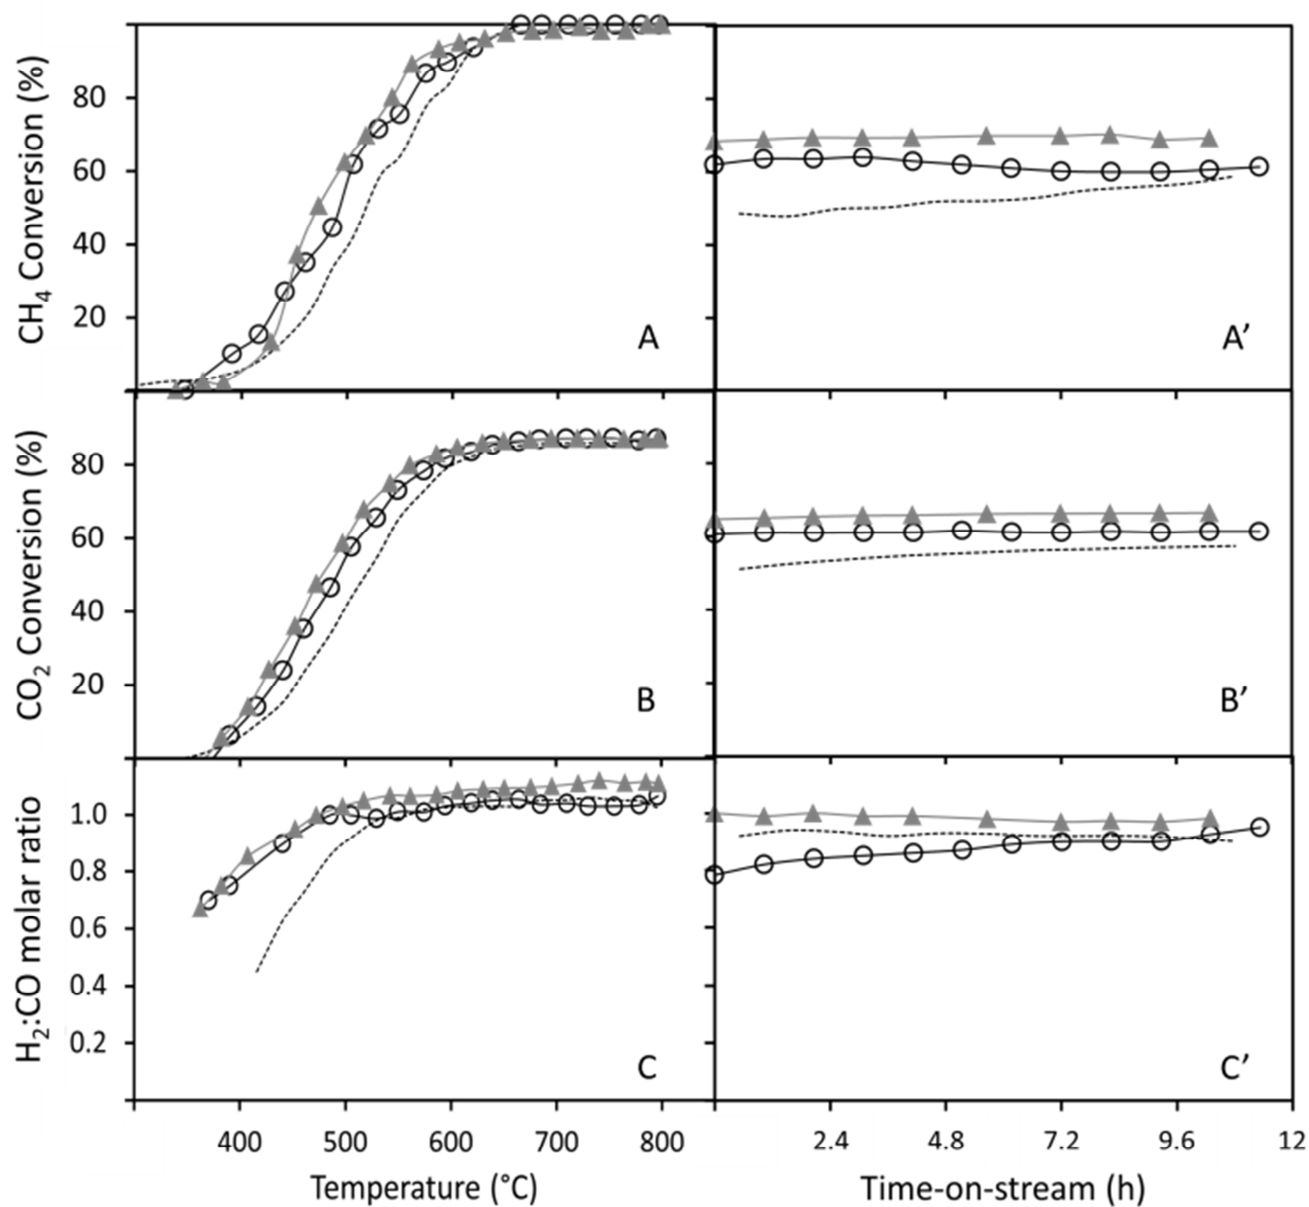 CH4 Conversion (%)
80
60
40
20
A
A’
CO2 Conversion (%)
80
60
40
20
B
B’
H2:CO molar ratio
1.0
0.8
0.6
0.4
0.2
C
C’
400 500 600 700 800
2.4 4.8 7.2 9.6 12
Temperature (°C)
Time-on-stream (h)